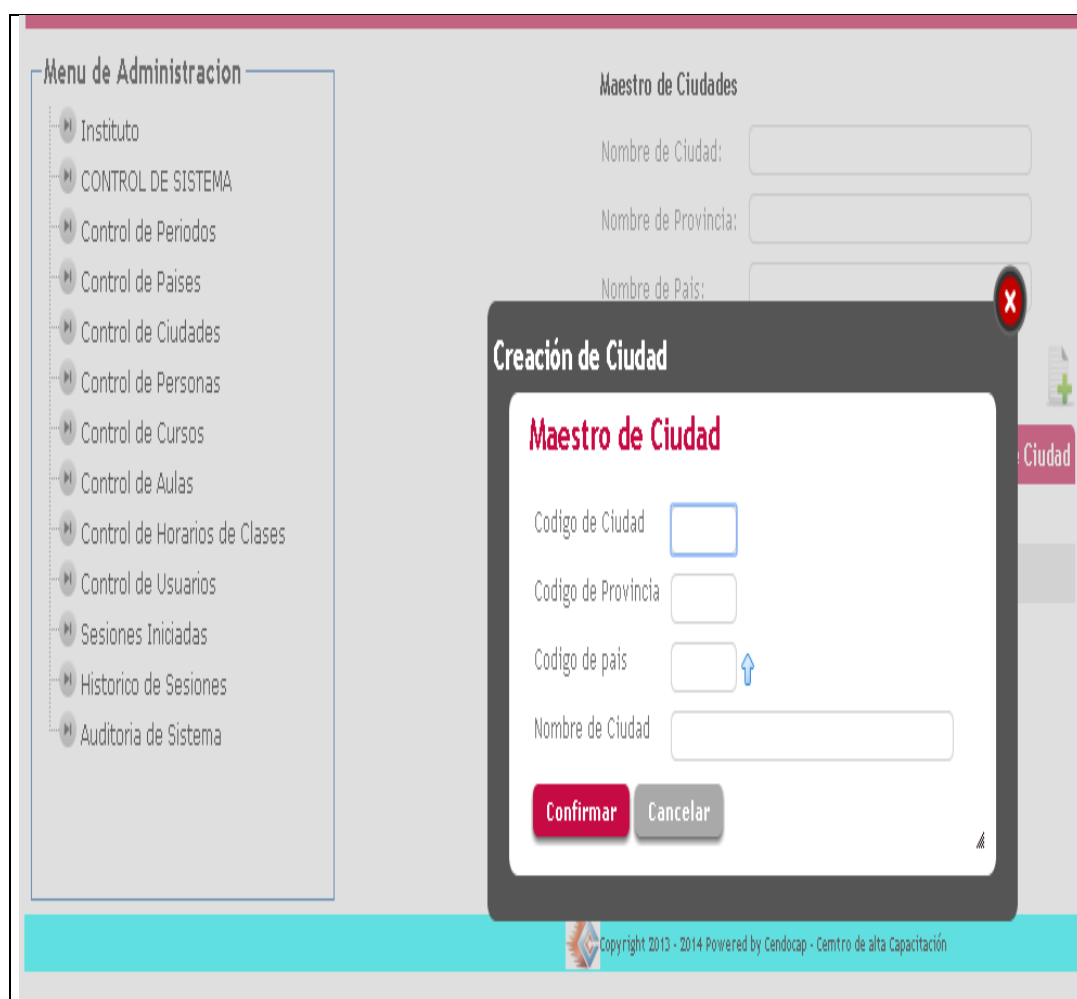 Menu de Administracion
Instituto
CONTROL DE SISTEMA
Control de Periodos
Control de Paises
Control de Ciudades
Control de Personas
Control de Cursos
Control de Aulas
Control de Horarios de Clases
Control de Usuarios
Sesiones Iniciadas
Historico de Sesiones
Auditoria de Sistema
Maestro de Ciudades
Nombre de Ciudad:
Nombre de Provincia:
Nombre de Pais:
Ciudad
Creación de Ciudad
Maestro de Ciudad
Codigo de Ciudad
Codigo de Provincia
Codigo de pais
Nombre de Ciudad
Confirmar Cancelar
Copyright 2013 - 2014 Powered by Cendocap - Cemtro de alta Capacitación